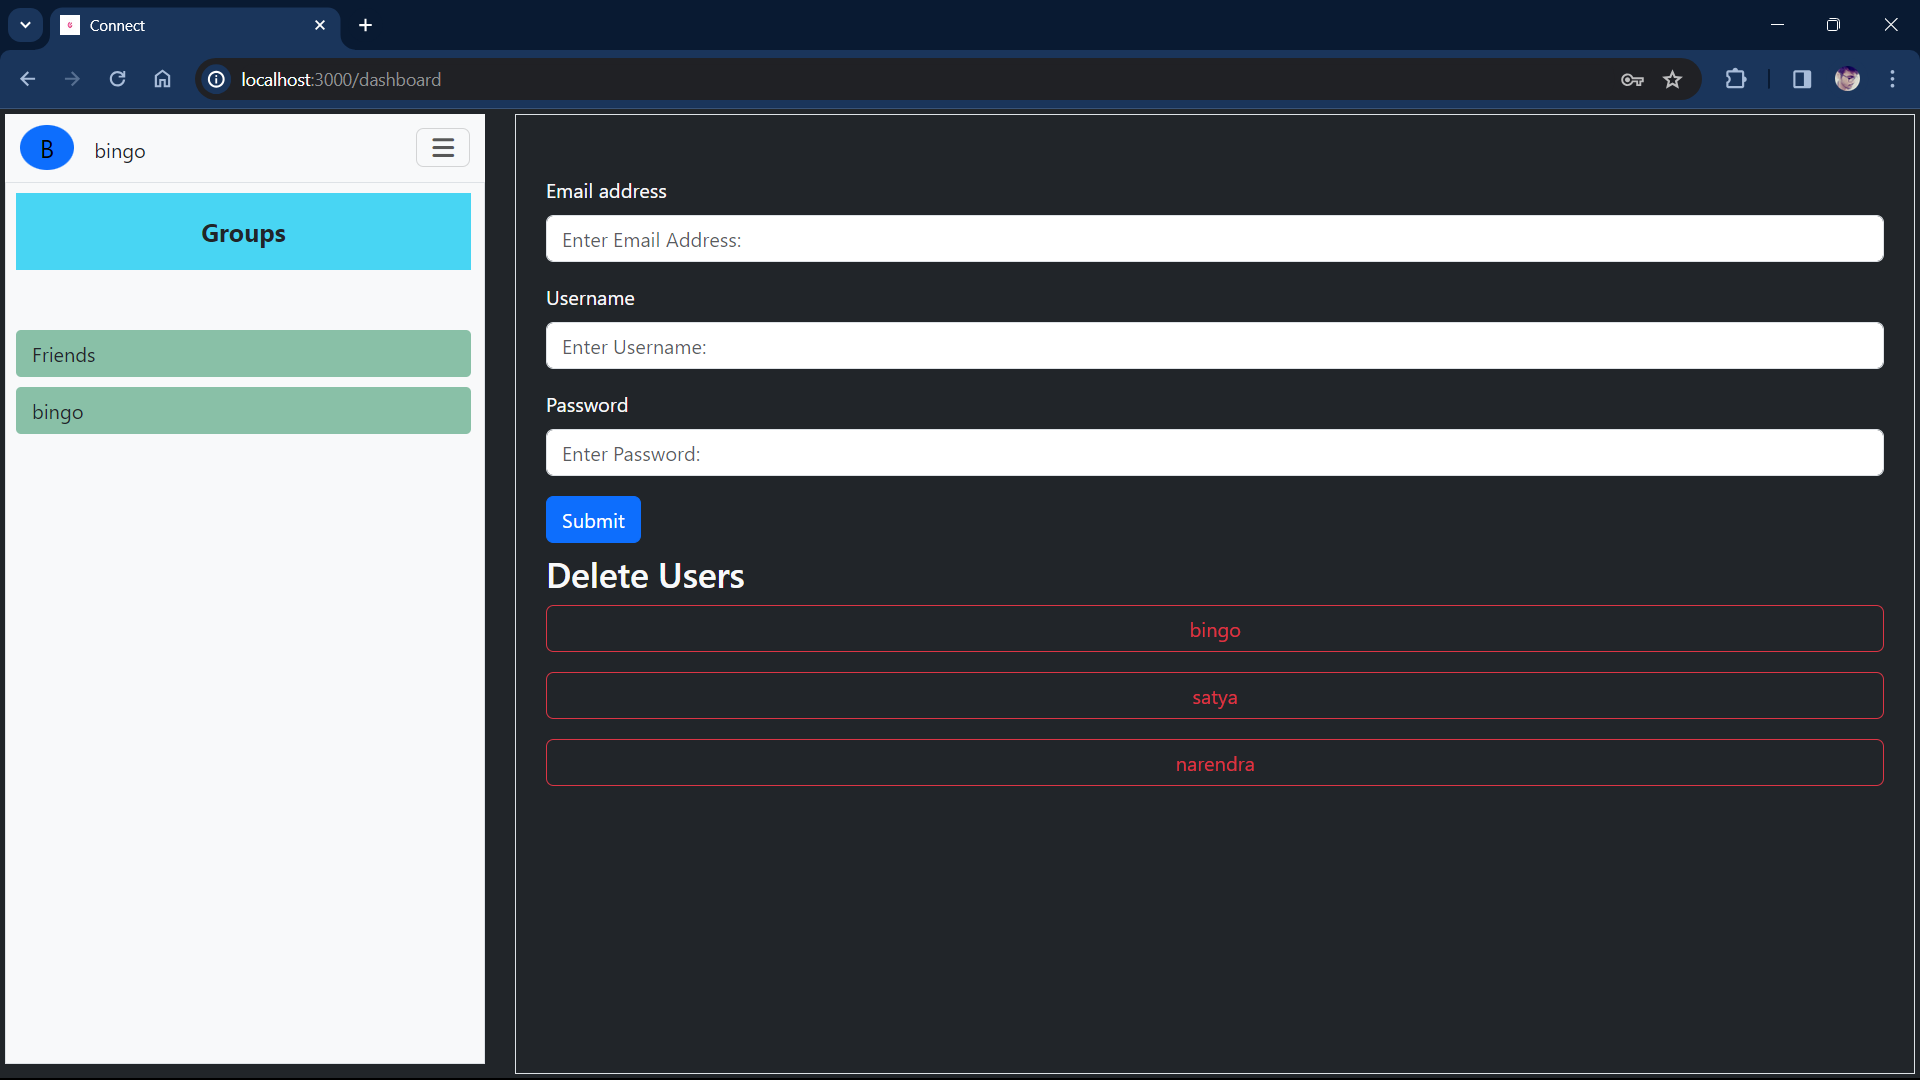 Connect
localhost:3000/dashboard
B
bingo
Groups
Friends
bingo
Email address
Enter Email Address:
Username
Enter Username:
Password
Enter Password:
Submit
Delete Users
bingo
satya
narendra